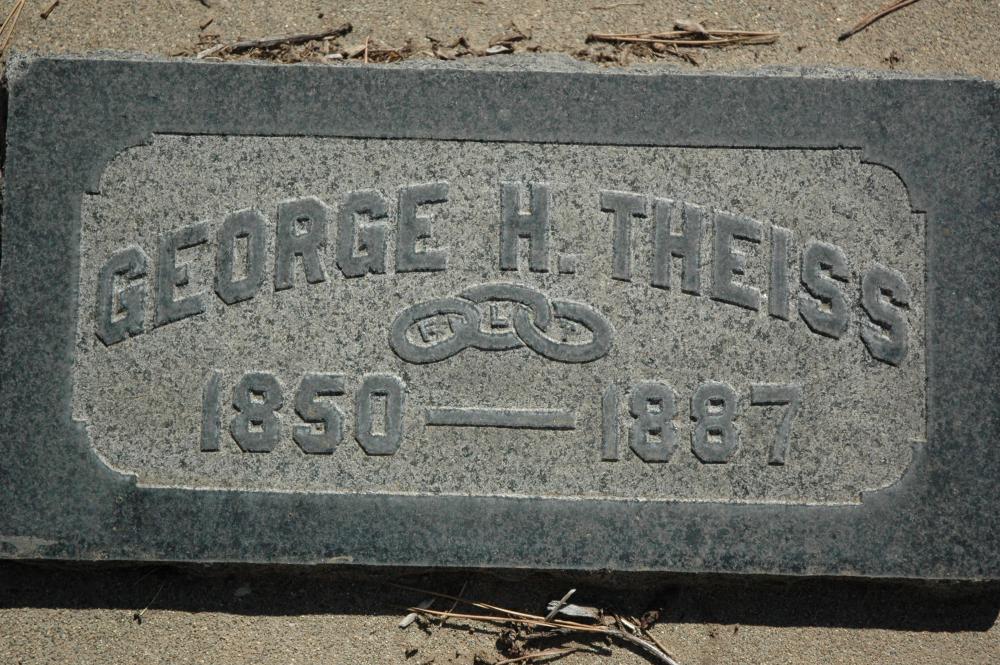 GEORGE H. THEISS
F L T
1850 — 1887